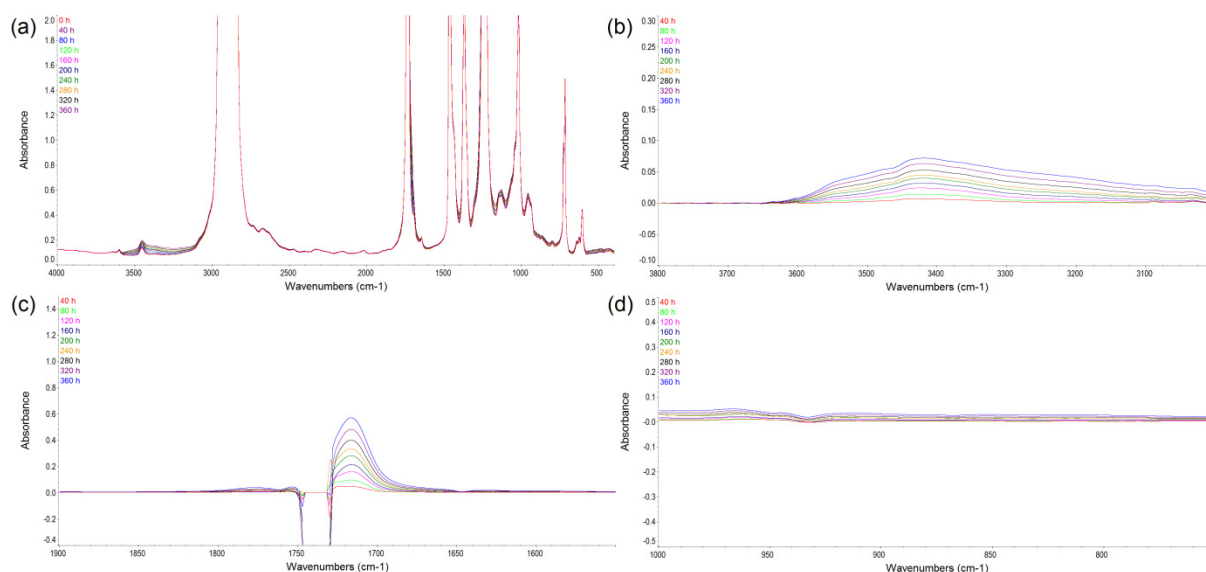 (a)
2.0
1.8
1.6
1.4
1.2
1.0
0.8
0.6
0.4
0.2
0.0
Absorbance
0 h
40 h
80 h
120 h
160 h
200 h
240 h
280 h
320 h
360 h
4000 3500 3000 2500 2000 1500 1000 500
Wavenumbers (cm-1)
(b)
0.30
0.25
0.20
0.15
0.10
0.05
0.00
-0.05
-0.10
Absorbance
40 h
80 h
120 h
160 h
200 h
240 h
280 h
320 h
360 h
3800 3700 3600 3500 3400 3300 3200 3100
Wavenumbers (cm-1)
(c)
1.4
1.2
1.0
0.8
0.6
0.4
0.2
0.0
-0.2
-0.4
Absorbance
40 h
80 h
120 h
160 h
200 h
240 h
280 h
320 h
360 h
1900 1850 1800 1750 1700 1650 1600
Wavenumbers (cm-1)
(d)
0.5
0.4
0.3
0.2
0.1
-0.0
-0.1
-0.2
-0.3
-0.4
-0.5
Absorbance
40 h
80 h
120 h
160 h
200 h
240 h
280 h
320 h
360 h
1000 950 900 850 800
Wavenumbers (cm-1)